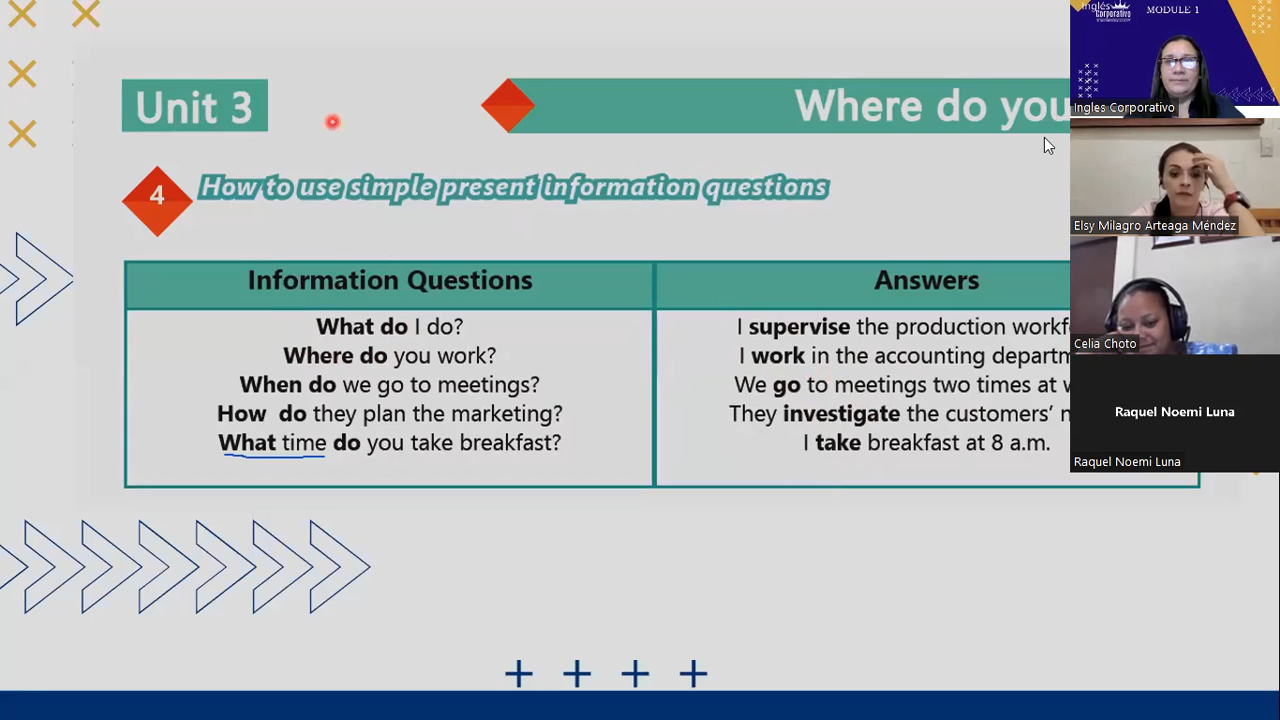 Unit 3
Where do you
4
How to use simple present information questions
Information Questions
Answers
What do I do?
I supervise the production
Where do you work?
I work in the accounting
When do we go to meetings?
We go to meetings two times at
How do they plan the marketing?
They investigate the customers’
What time do you take breakfast?
I take breakfast at 8 a.m.
Inglés
Corporativo
MODULE 1
Ingles Corporativo
Elsy Milagro Arteaga Méndez
Celia Choto
Raquel Noemi Luna
Raquel Noemi Luna